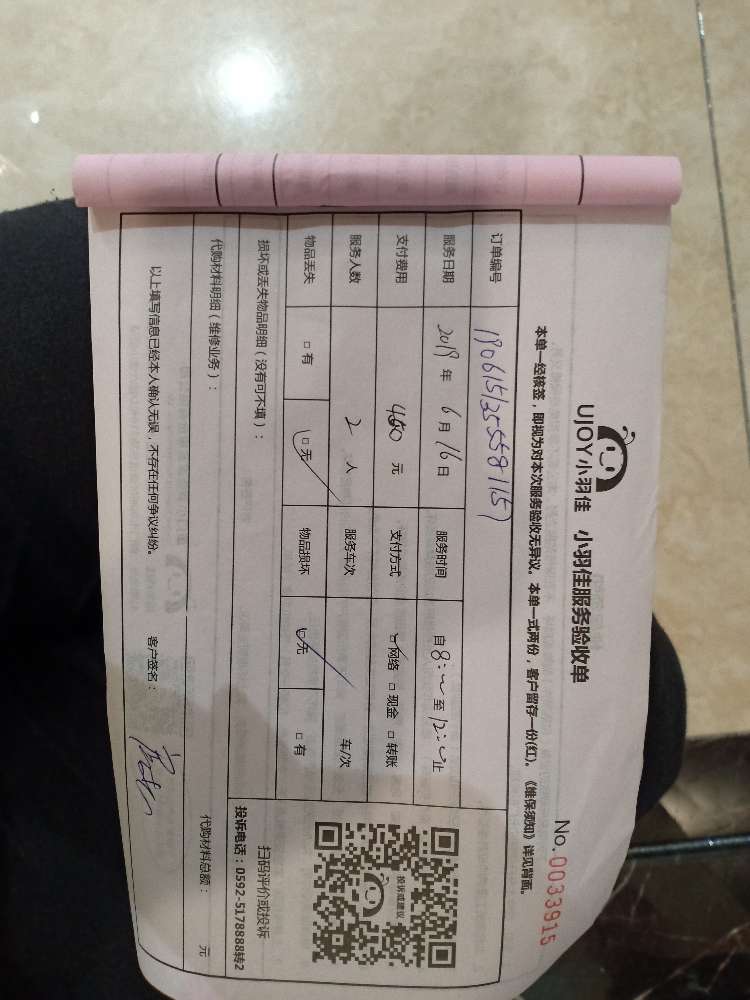 UJOY小羽佳 小羽佳服务验收单
No.0033915
本单一经核签，即视为对本次服务验收无异议。本单一式两份，客户留存一份(红)。《维保须知》详见背面。
订单编号
服务日期 2019 年 6 月 16 日 服务时间 自 8:00 至 12:00 止
支付费用 元 支付方式 □网络 □现金 □转账
服务人数 2 人 服务车次 车/次
物品丢失 □有 □无 物品损坏 □无 □有
损坏或丢失物品明细（没有可不填）：
投诉或建议
扫码评价或投诉
投诉电话：0592-5178888转2
代购材料明细（维修业务）：
代购材料总额： 元
以上填写信息已经本人确认无误，不存在任何争议纠纷。 客户签名：